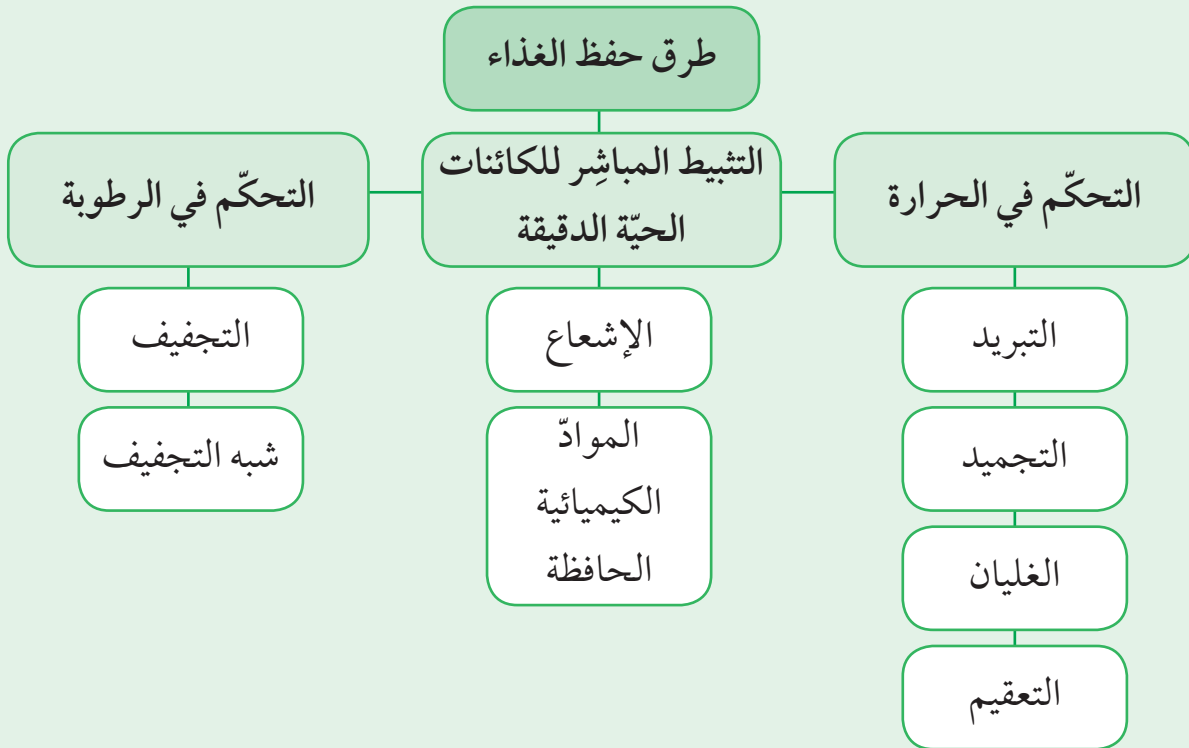 طرق حفظ الغذاء
التحكّم في الحرارة
التثبيط المباشِر للكائنات
الحيّة الدقيقة
التحكّم في الرطوبة
التبريد
التجميد
الغليان
التعقيم
الإشعاع
الموادّ
الكيميائية
الحافظة
التجفيف
شبه التجفيف